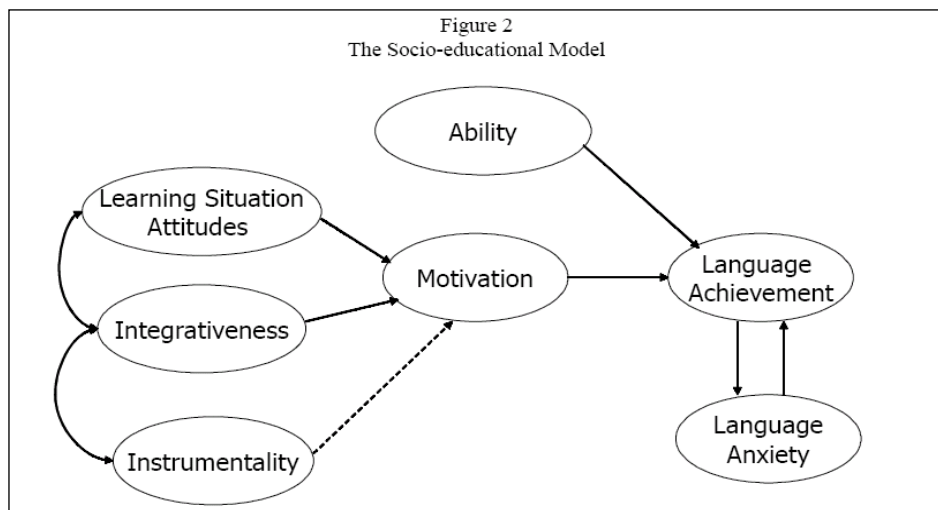 Figure 2
The Socio-educational Model
Ability
Learning Situation
Attitudes
Motivation
Language
Achievement
Integrativeness
Instrumentality
Language
Anxiety